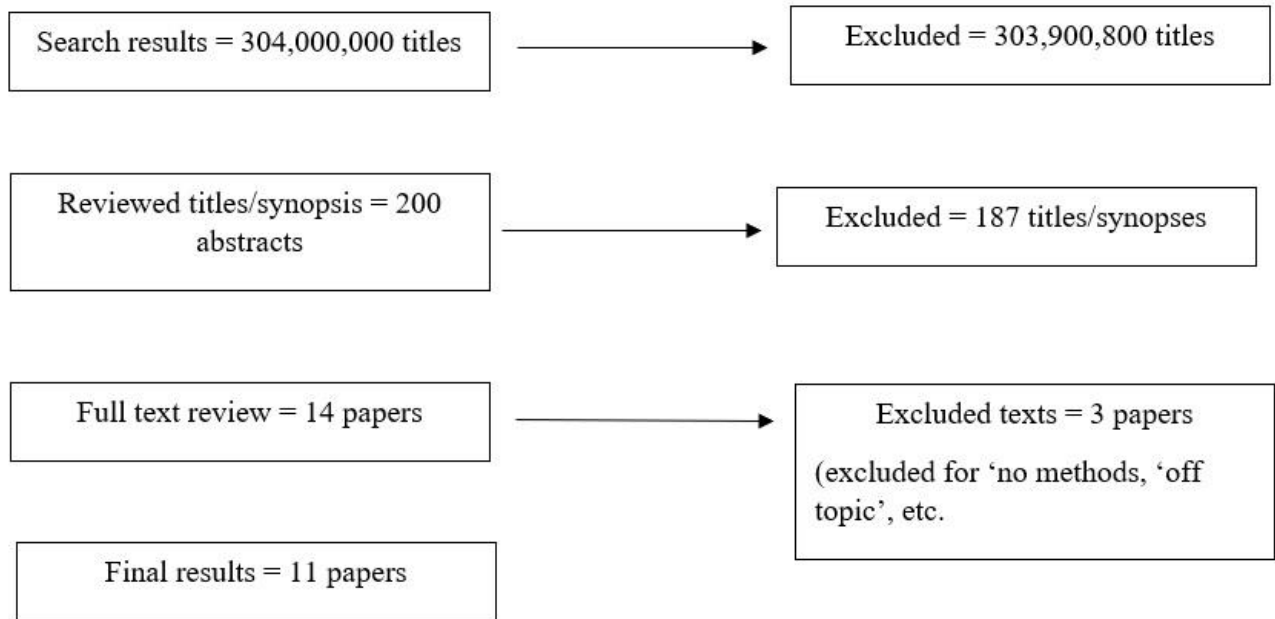 Search results = 304,000,000 titles
Excluded = 303,900,800 titles
Reviewed titles/synopsis = 200
abstracts
Excluded = 187 titles/synopses
Full text review = 14 papers
Excluded texts = 3 papers
(excluded for ‘no methods, ‘off
topic’, etc.
Final results = 11 papers